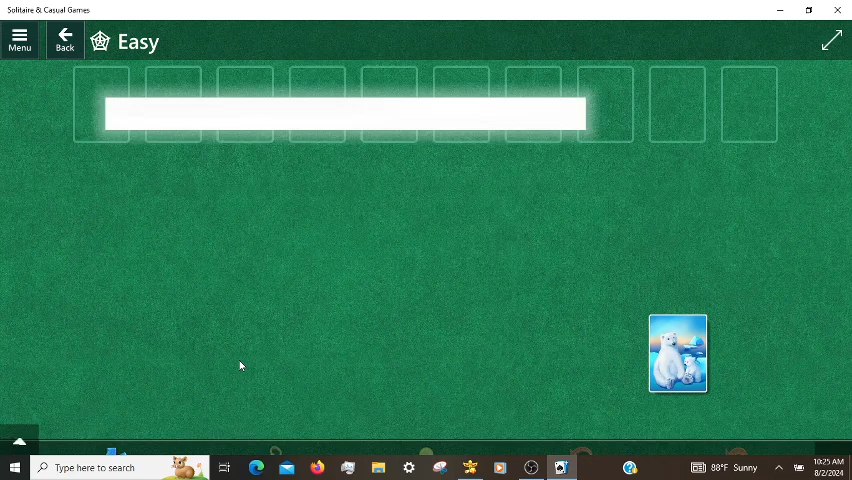 Solitaire & Casual Games
Menu
Back
Easy
Type here to search
88°F Sunny
10:25 AM
8/2/2024